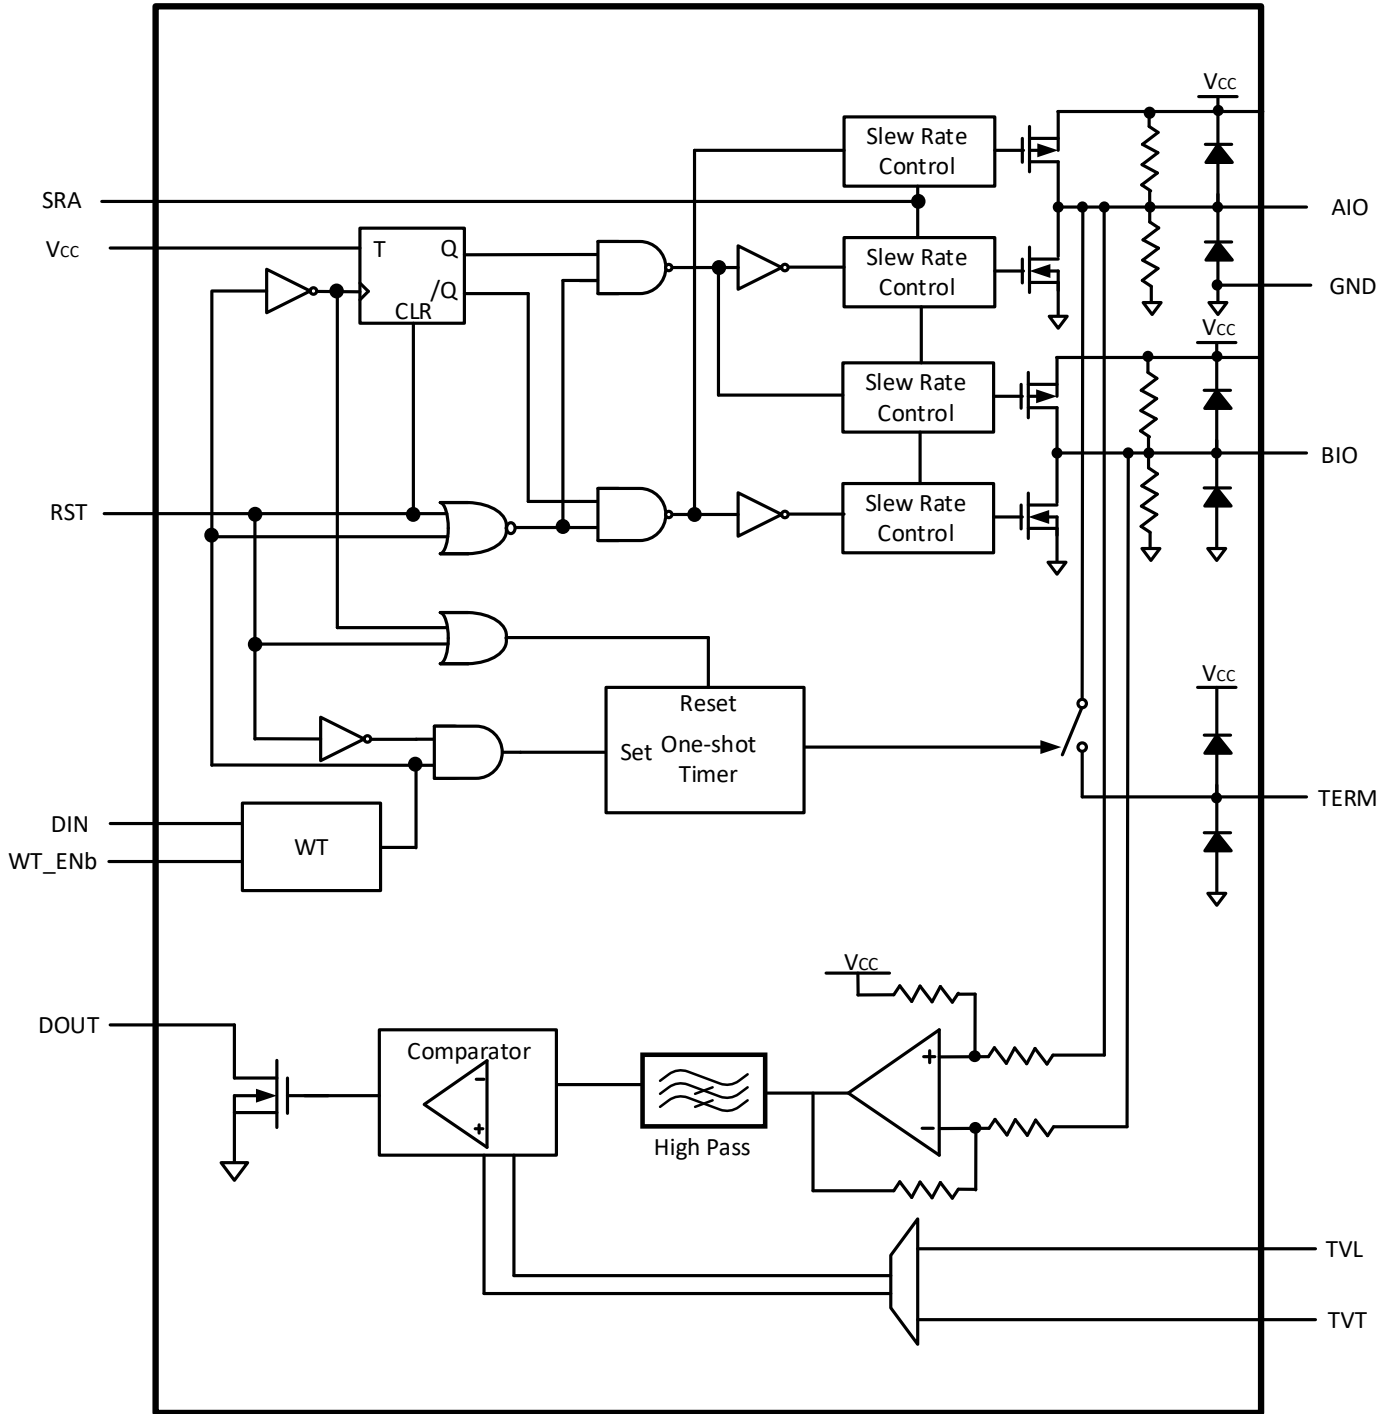 Vcc
Slew Rate
Control
SRA
AIO
Vcc
T
Q
Slew Rate
Control
/Q
CLR
GND
Vcc
Slew Rate
Control
BIO
RST
Slew Rate
Control
Vcc
Reset
Set
One-shot
Timer
TERM
DIN
WT
WT_ENb
Vcc
DOUT
Comparator
-
+
+
-
High Pass
TVL
TVT